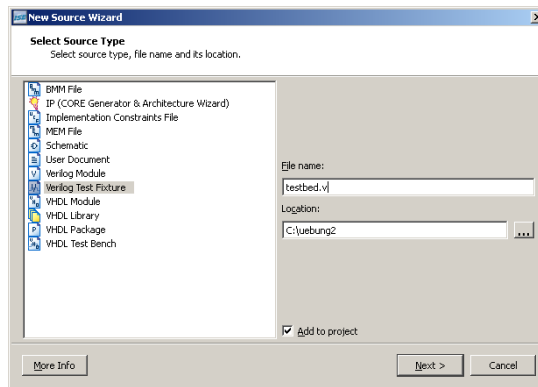 New Source Wizard
Select Source Type
Select source type, file name and its location.
BMM File
IP (CORE Generator & Architecture Wizard)
Implementation Constraints File
MEM File
Schematic
User Document
Verilog Module
Verilog Test Fixture
VHDL Module
VHDL Library
VHDL Package
VHDL Test Bench
File name:
testbed.v
Location:
C:\uebung2
...
Add to project
More Info
Next >
Cancel